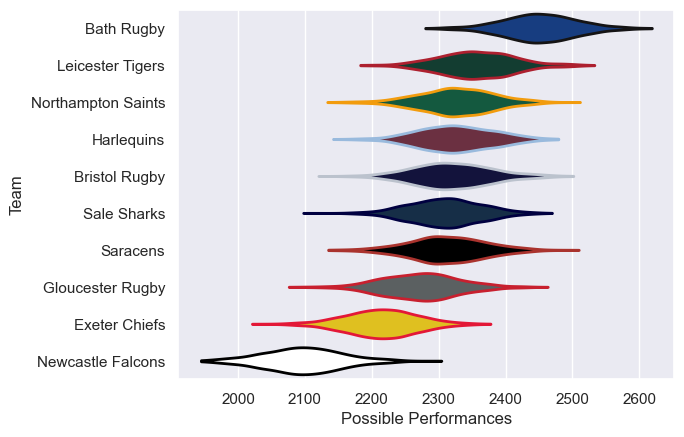 Team
Bath Rugby
Leicester Tigers
Northampton Saints
Harlequins
Bristol Rugby
Sale Sharks
Saracens
Gloucester Rugby
Exeter Chiefs
Newcastle Falcons
2000 2100 2200 2300 2400 2500 2600
Possible Performances